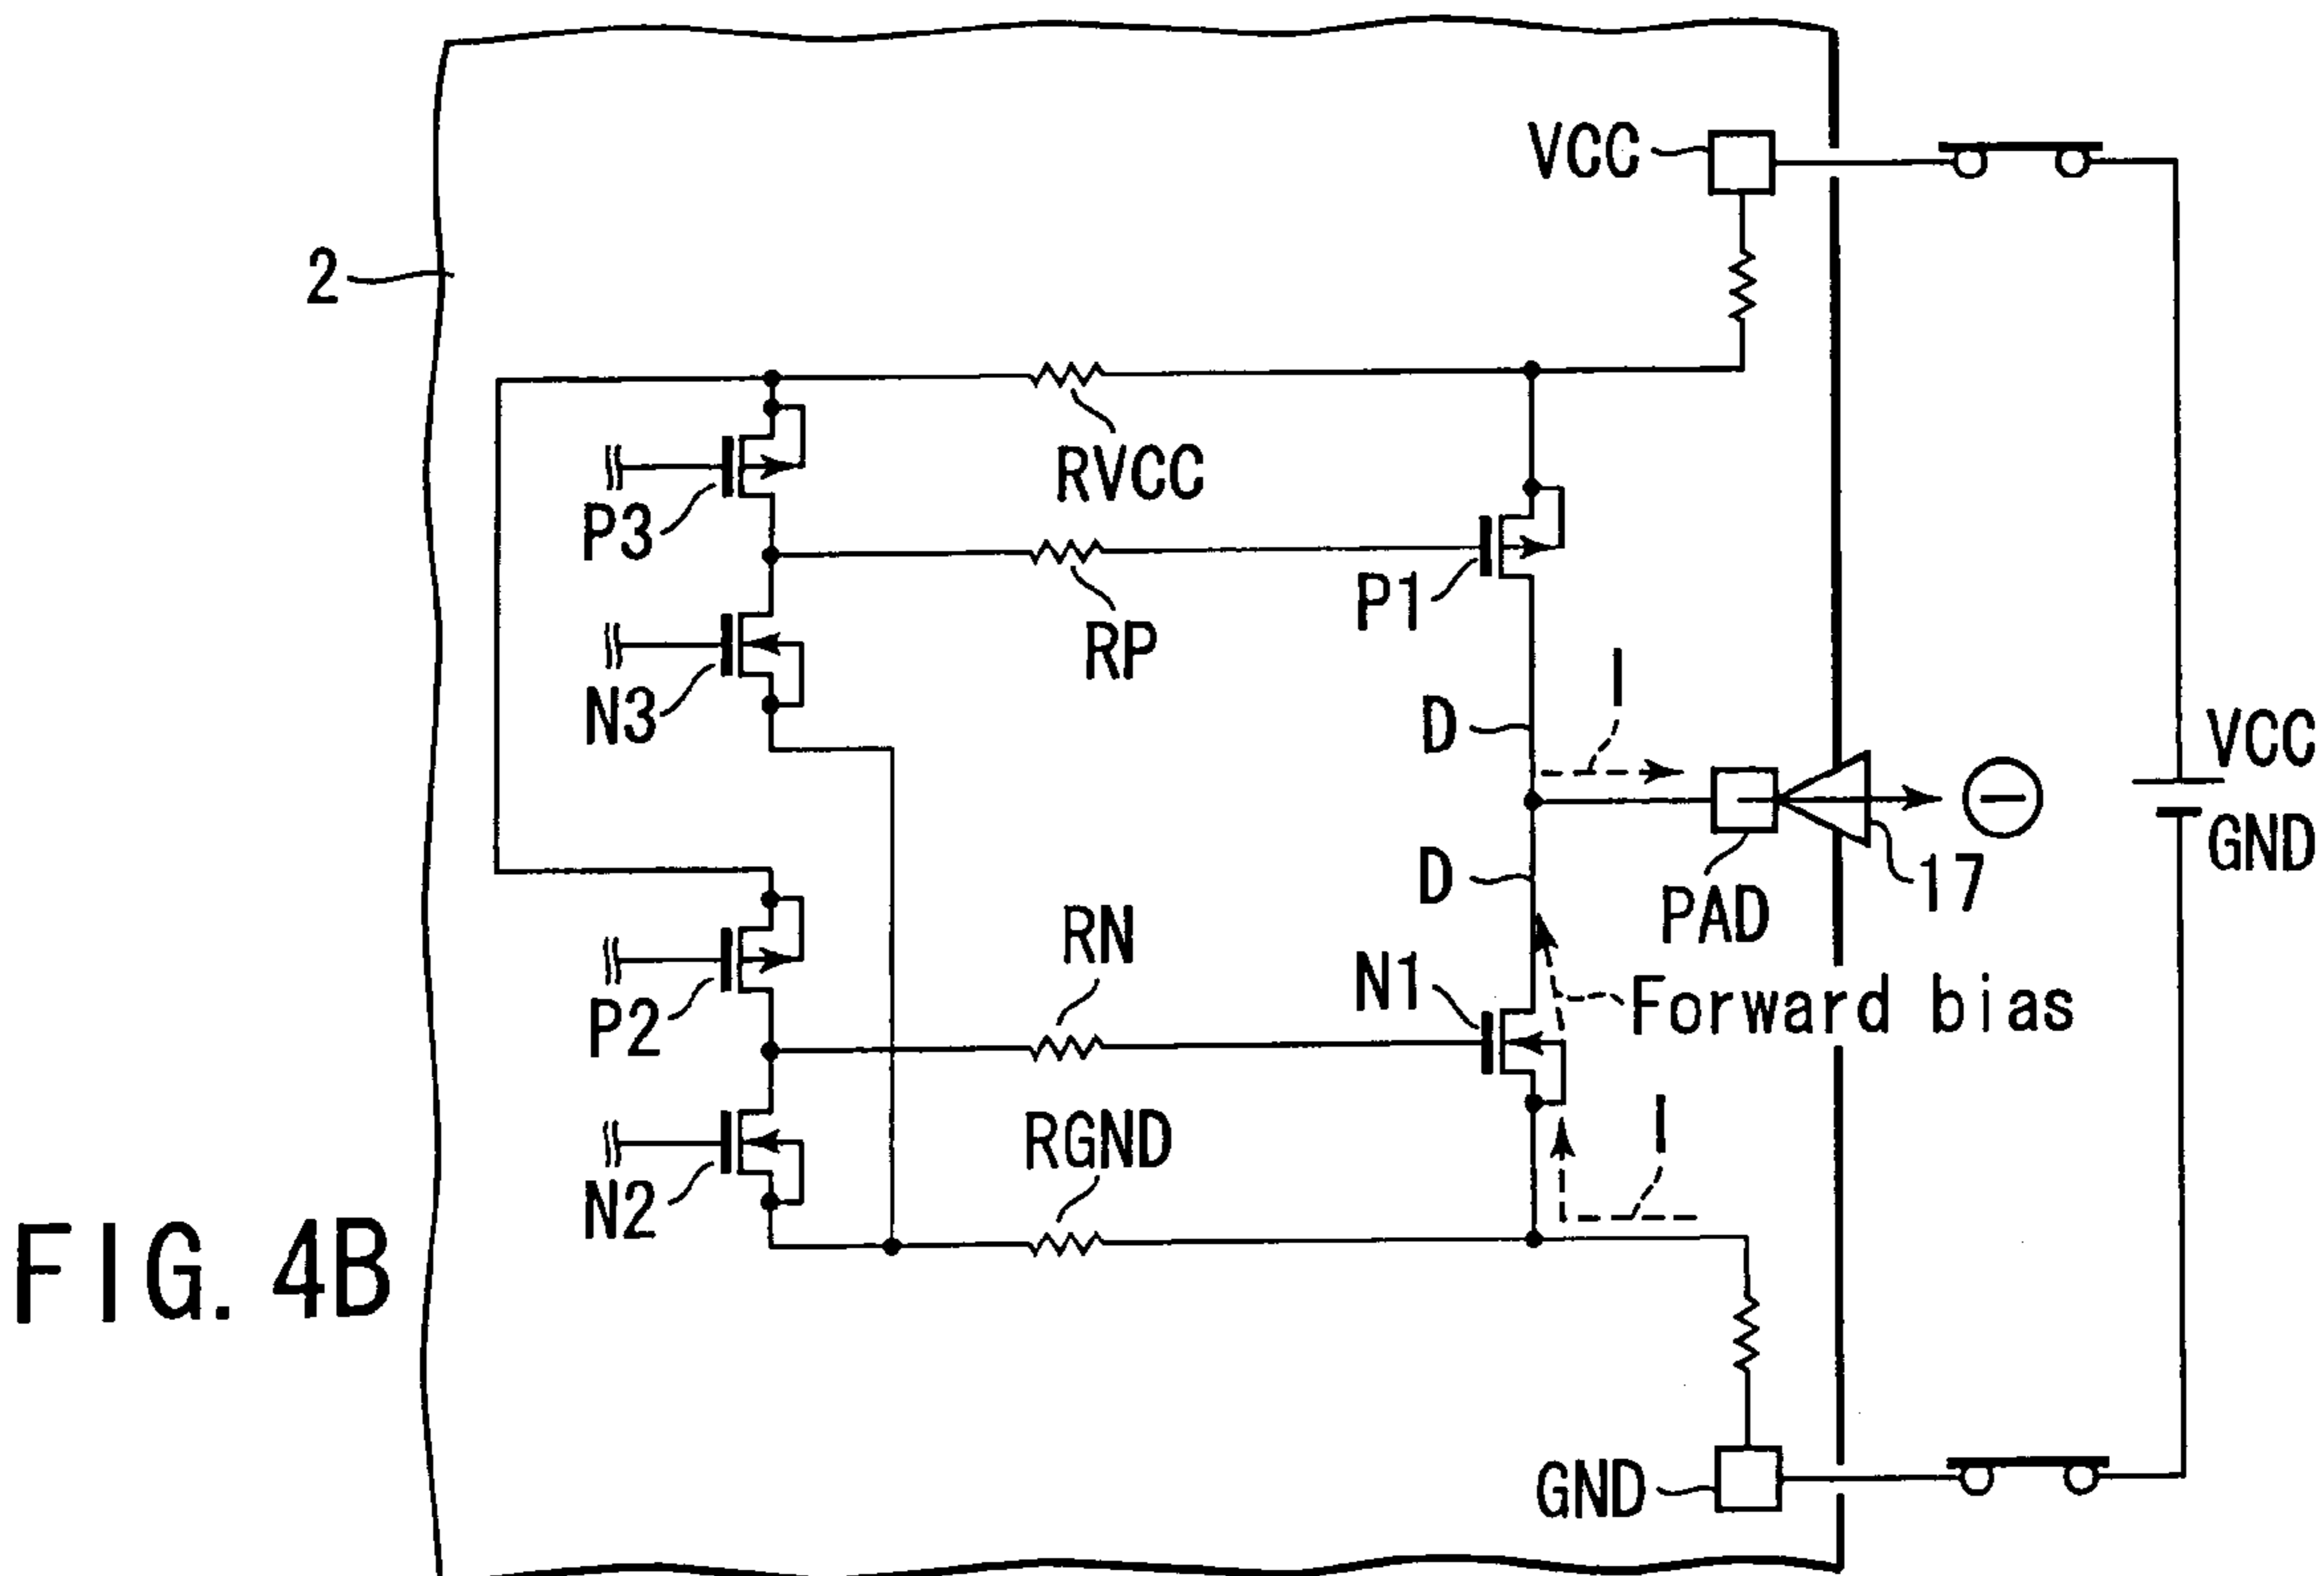 VCC
2
RVCC
P3
P1
RP
N3
I
D
VCC
GND
D
17
PAD
RN
N1
Forward bias
P2
RGND
I
N2
FIG. 4B
GND